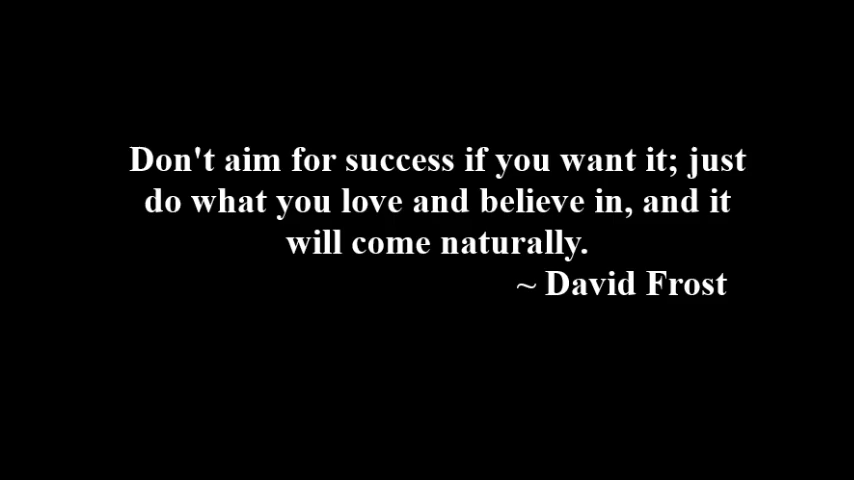 Don't aim for success if you want it; just
do what you love and believe in, and it
will come naturally.
~ David Frost